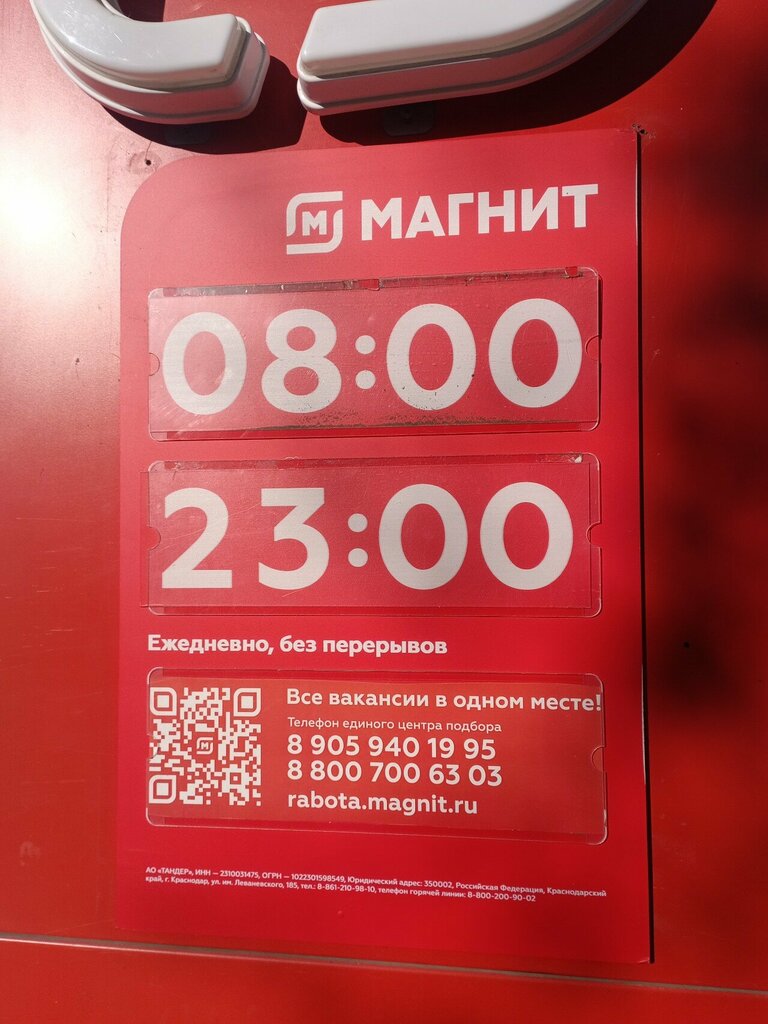 М МАГНИТ
08:00
23:00
Ежедневно, без перерывов
Все вакансии в одном месте!
Телефон единого центра подбора
8 905 940 19 95
8 800 700 63 03
rabota.magnit.ru
АО «ТАНДЕР», ИНН — 2310031475, ОГРН — 1022301598549, Юридический адрес: 350002, Российская Федерация, Краснодарский
край, г. Краснодар, ул. им. Леваневского, 185, тел.: 8-861-210-98-10, телефон горячей линии: 8-800-200-90-02